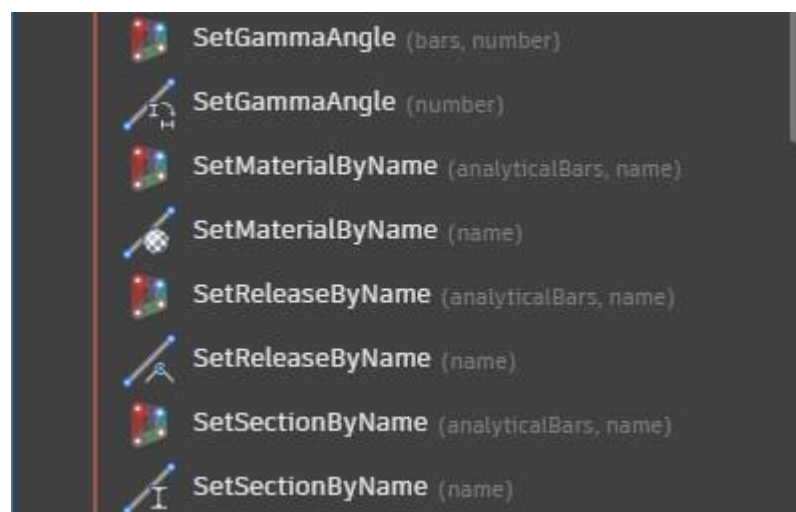 SetGammaAngle (bars, number)
SetGammaAngle (number)
SetMaterialByName (analyticalBars, name)
SetMaterialByName (name)
SetReleaseByName (analyticalBars, name)
SetReleaseByName (name)
SetSectionByName (analyticalBars, name)
SetSectionByName (name)